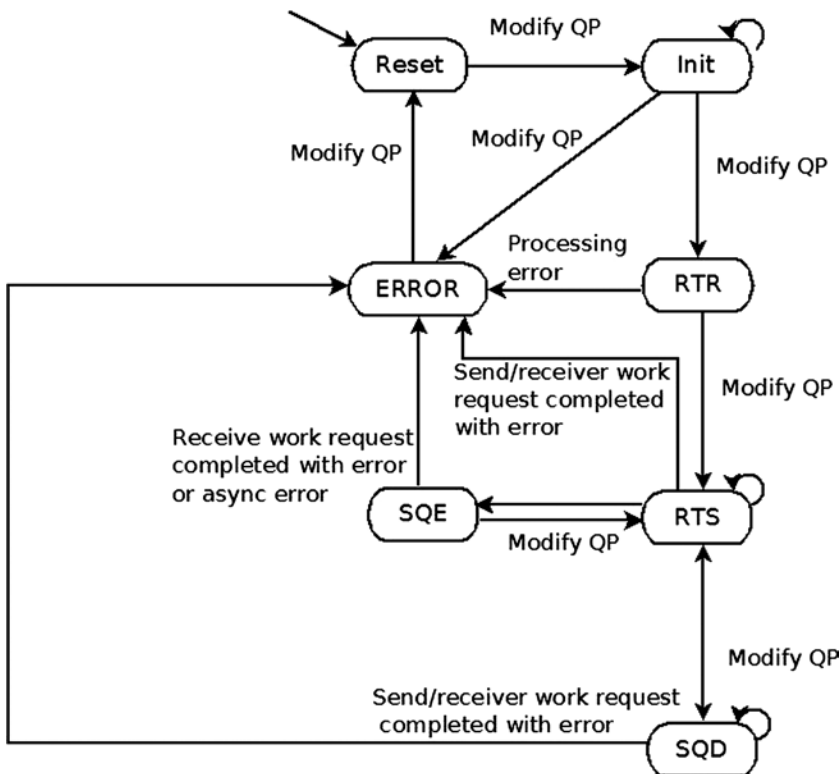 Modify QP
Reset
Init
Modify QP
Modify QP
Modify QP
Processing
error
ERROR
RTR
Send/receiver work
request completed
with error
Modify QP
Receive work request
completed with error
or async error
SQE
RTS
Modify QP
Modify QP
Send/receiver work request
completed with error
SQD